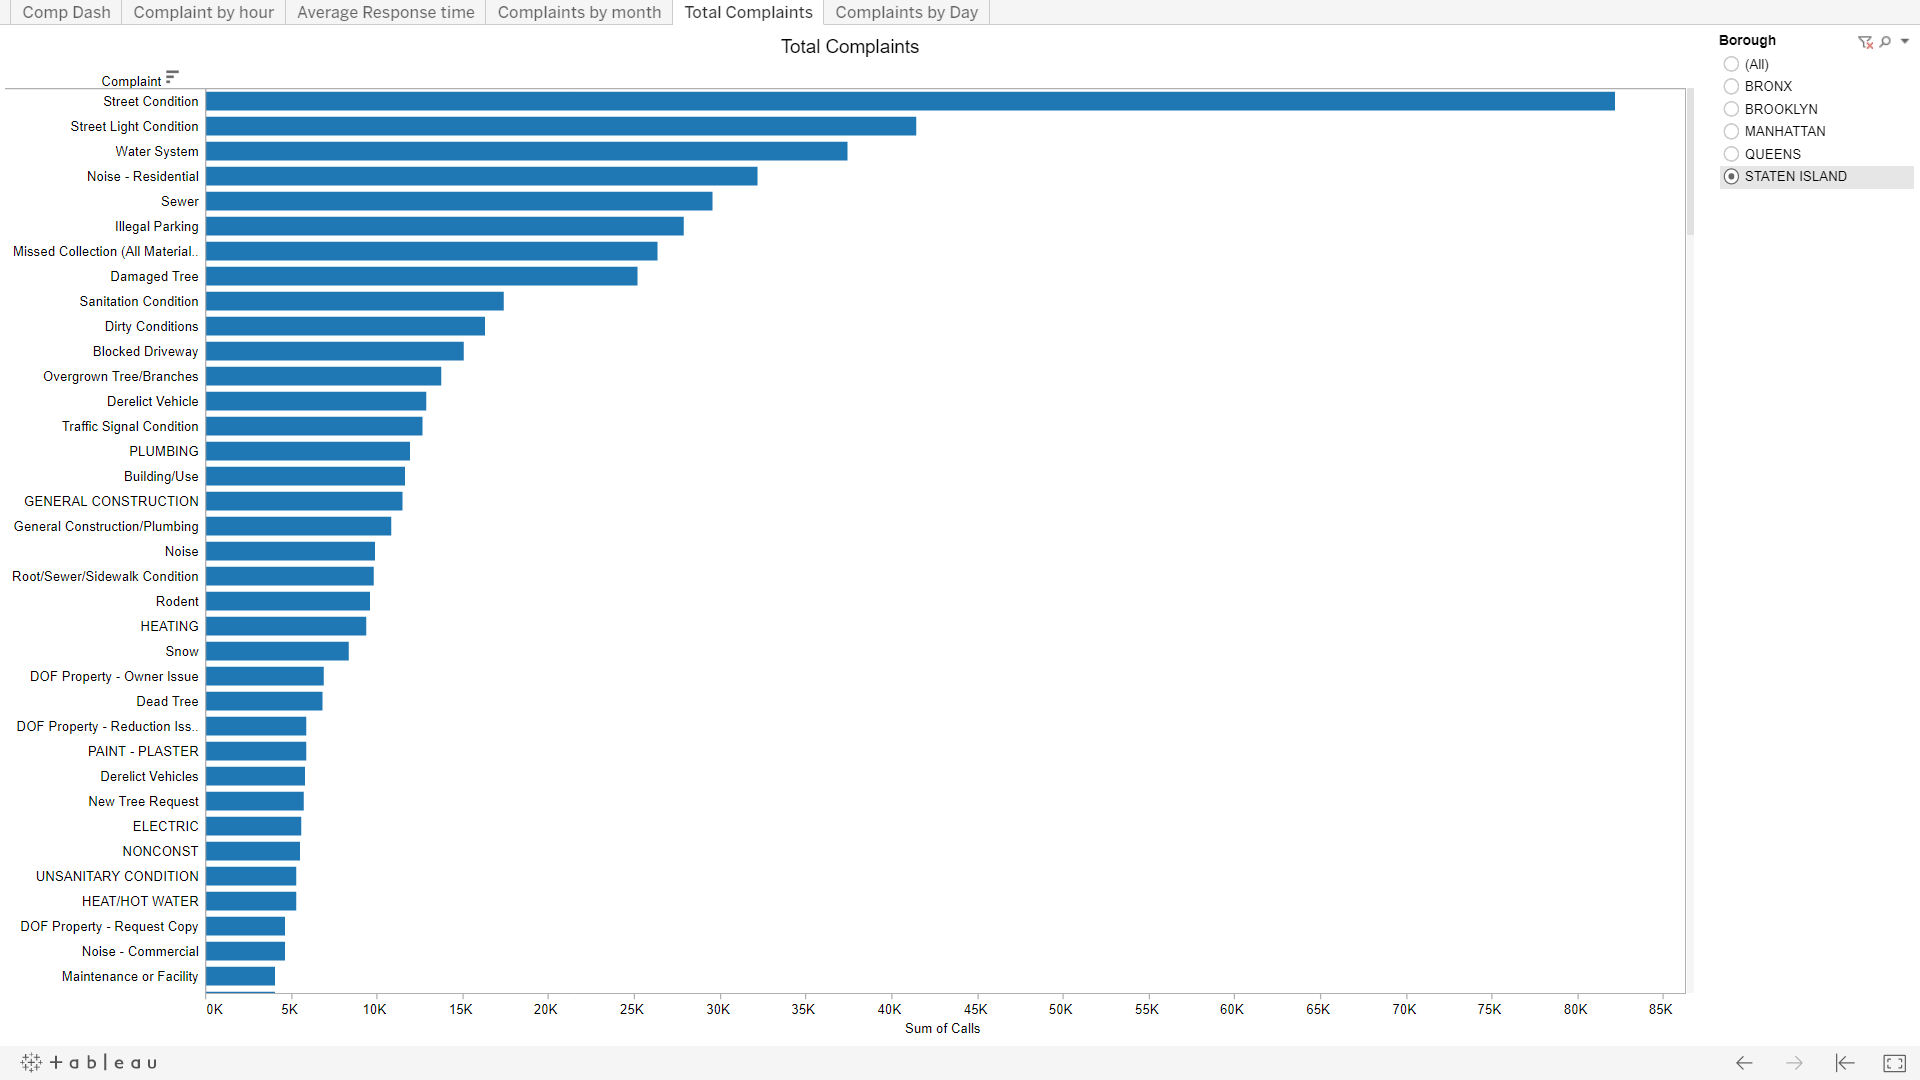 Comp Dash
Complaint by hour
Average Response time
Complaints by month
Total Complaints
Complaints by Day
Total Complaints
Borough
(All)
BRONX
BROOKLYN
MANHATTAN
QUEENS
STATEN ISLAND
Complaint
Street Condition
Street Light Condition
Water System
Noise - Residential
Sewer
Illegal Parking
Missed Collection (All Material..
Damaged Tree
Sanitation Condition
Dirty Conditions
Blocked Driveway
Overgrown Tree/Branches
Derelict Vehicle
Traffic Signal Condition
PLUMBING
Building/Use
GENERAL CONSTRUCTION
General Construction/Plumbing
Noise
Root/Sewer/Sidewalk Condition
Rodent
HEATING
Snow
DOF Property - Owner Issue
Dead Tree
DOF Property - Reduction Iss..
PAINT - PLASTER
Derelict Vehicles
New Tree Request
ELECTRIC
NONCONST
UNSANITARY CONDITION
HEAT/HOT WATER
DOF Property - Request Copy
Noise - Commercial
Maintenance or Facility
0K 5K 10K 15K 20K 25K 30K 35K 40K 45K 50K 55K 60K 65K 70K 75K 80K 85K
Sum of Calls
+ableau